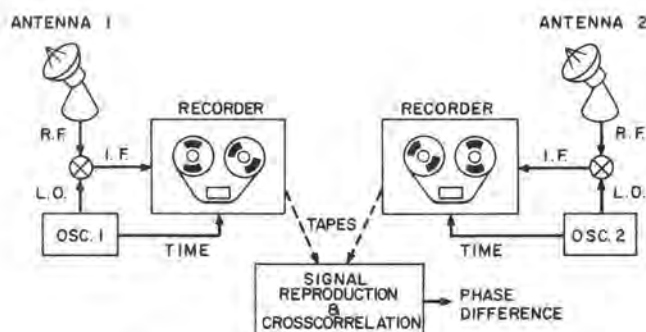 ANTENNA 1
ANTENNA 2
RECORDER
RECORDER
R.F.
R.F.
I.F.
I.F.
L.O.
L.O.
OSC. 1
OSC. 2
TIME
TIME
TAPES
SIGNAL
REPRODUCTION
&
CROSSCORRELATION
PHASE
DIFFERENCE